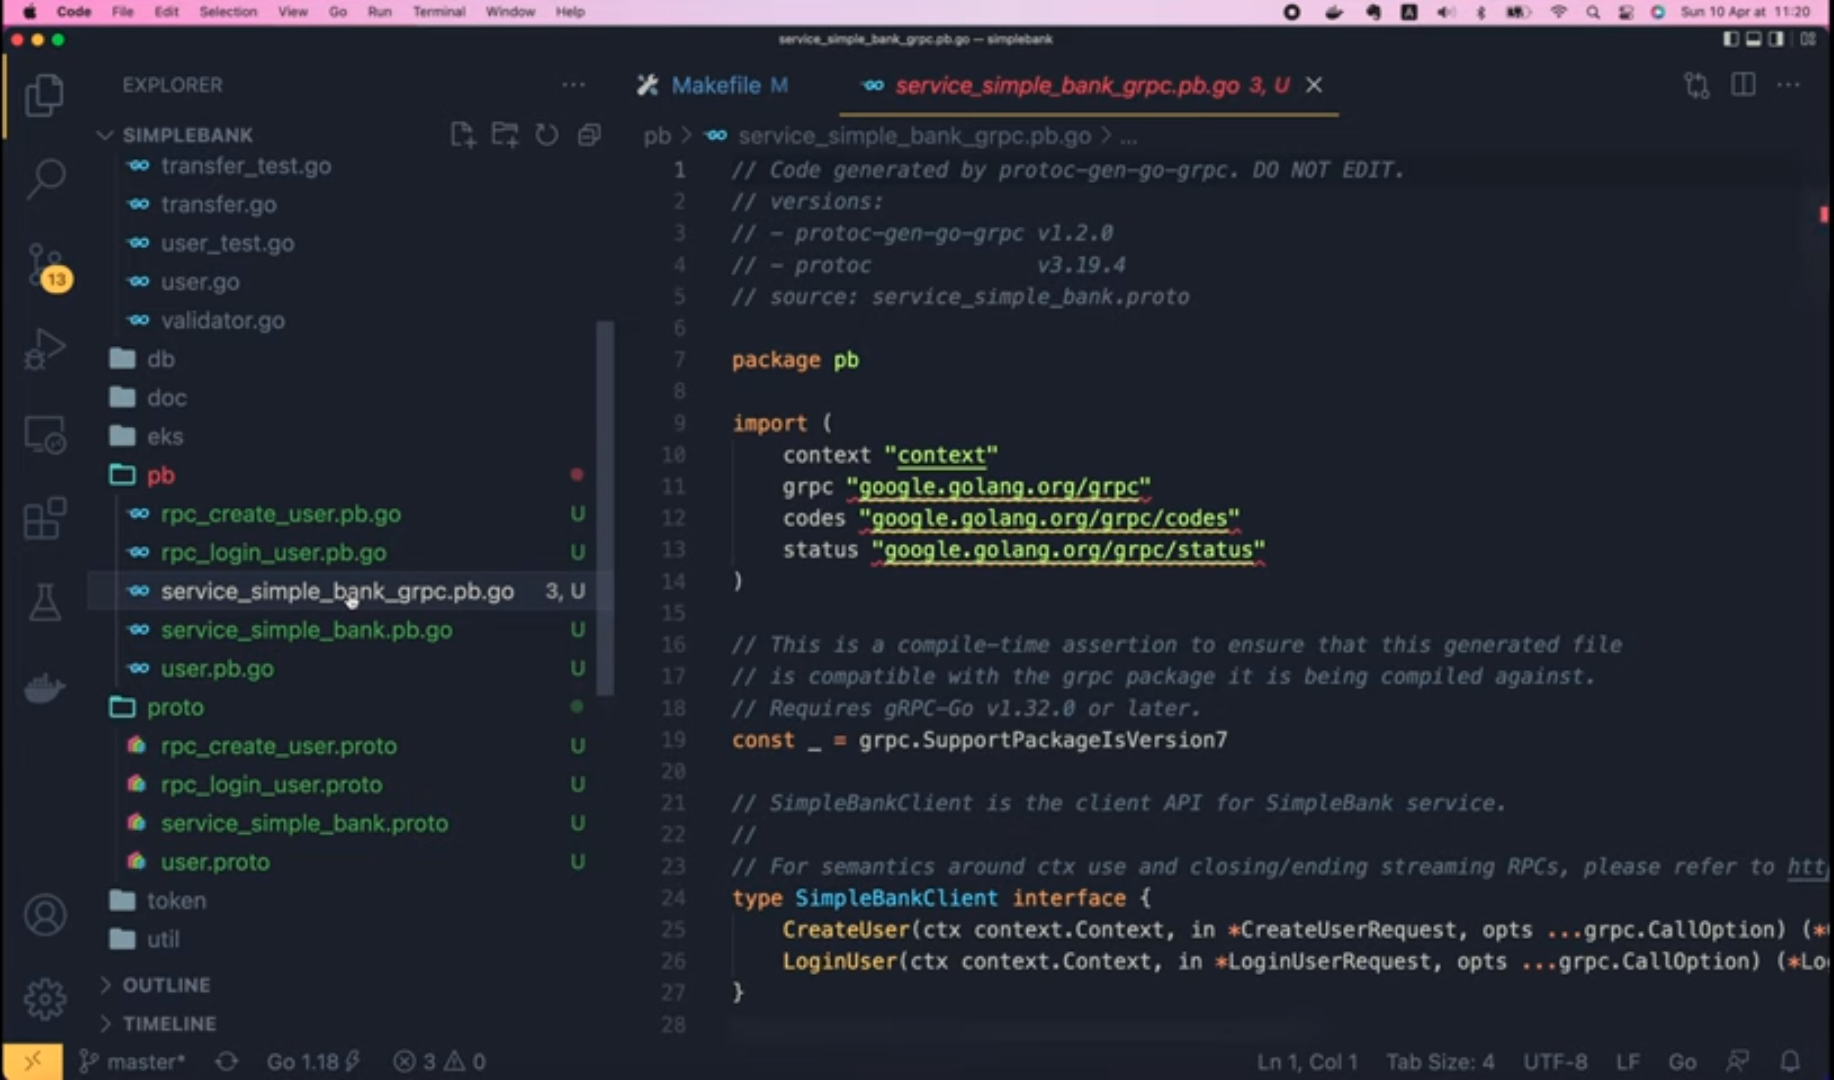 Code File Edit Selection View Go Run Terminal Window Help
A
Sun 10 Apr at 11:20
service_simple_bank_grpc.pb.go — simplebank
EXPLORER
Makefile M
service_simple_bank_grpc.pb.go 3, U
SIMPLEBANK
pb > service_simple_bank_grpc.pb.go > ...
transfer_test.go
transfer.go
user_test.go
user.go
validator.go
db
doc
eks
pb
rpc_create_user.pb.go U
rpc_login_user.pb.go U
service_simple_bank_grpc.pb.go 3, U
service_simple_bank.pb.go U
user.pb.go U
proto
rpc_create_user.proto U
rpc_login_user.proto U
service_simple_bank.proto U
user.proto U
token
util
OUTLINE
TIMELINE
13
1 // Code generated by protoc-gen-go-grpc. DO NOT EDIT.
2 // versions:
3 // - protoc-gen-go-grpc v1.2.0
4 // - protoc v3.19.4
5 // source: service_simple_bank.proto
6
7 package pb
8
9 import (
10 context "context"
11 grpc "google.golang.org/grpc"
12 codes "google.golang.org/grpc/codes"
13 status "google.golang.org/grpc/status"
14 )
15
16 // This is a compile-time assertion to ensure that this generated file
17 // is compatible with the grpc package it is being compiled against.
18 // Requires gRPC-Go v1.32.0 or later.
19 const _ = grpc.SupportPackageIsVersion7
20
21 // SimpleBankClient is the client API for SimpleBank service.
22 //
23 // For semantics around ctx use and closing/ending streaming RPCs, please refer to htt
24 type SimpleBankClient interface {
25 CreateUser(ctx context.Context, in *CreateUserRequest, opts ...grpc.CallOption) (*
26 LoginUser(ctx context.Context, in *LoginUserRequest, opts ...grpc.CallOption) (*Lo
27 }
28
master* Go 1.18 3 0 Ln 1, Col 1 Tab Size: 4 UTF-8 LF Go